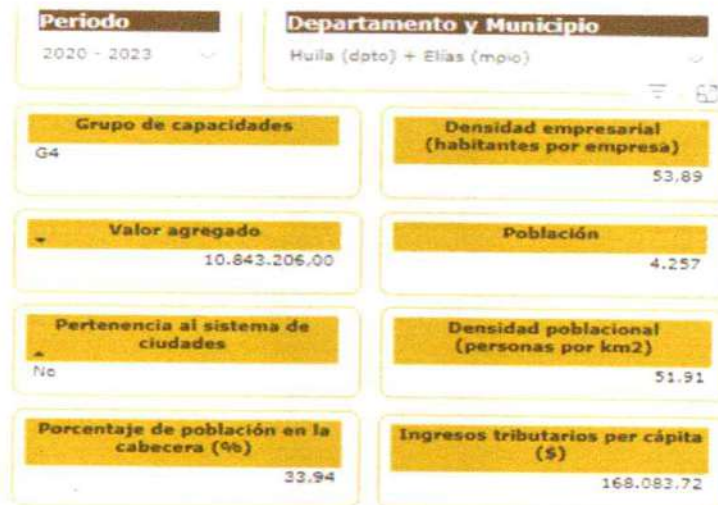 Periodo
2020 - 2023
Departamento y Municipio
Huila (dpto) + Elías (mpio)
Grupo de capacidades
G4
Densidad empresarial
(habitantes por empresa)
53,89
Valor agregado
10.843.206,00
Población
4.257
Pertenencia al sistema de
ciudades
No
Densidad poblacional
(personas por km2)
51,91
Porcentaje de población en la
cabecera (%)
33,94
Ingresos tributarios per cápita
($)
168.083,72